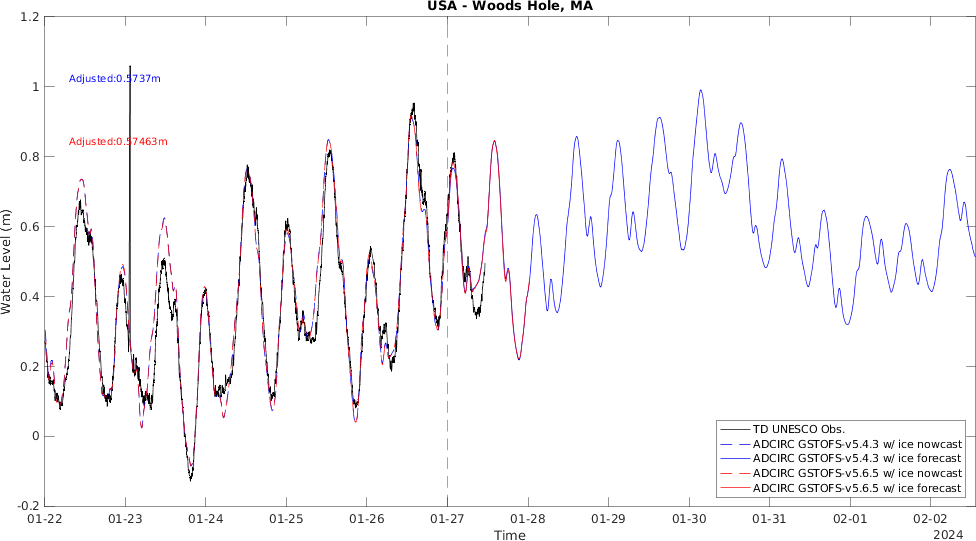 USA - Woods Hole, MA
1.2
1
0.8
0.6
0.4
0.2
0
-0.2
Water Level (m)
Adjusted:0.5737m
Adjusted:0.57463m
TD UNESCO Obs.
ADCIRC GSTOFS-v5.4.3 w/ ice nowcast
ADCIRC GSTOFS-v5.4.3 w/ ice forecast
ADCIRC GSTOFS-v5.6.5 w/ ice nowcast
ADCIRC GSTOFS-v5.6.5 w/ ice forecast
01-22 01-23 01-24 01-25 01-26 01-27 01-28 01-29 01-30 01-31 02-01 02-02
Time
2024